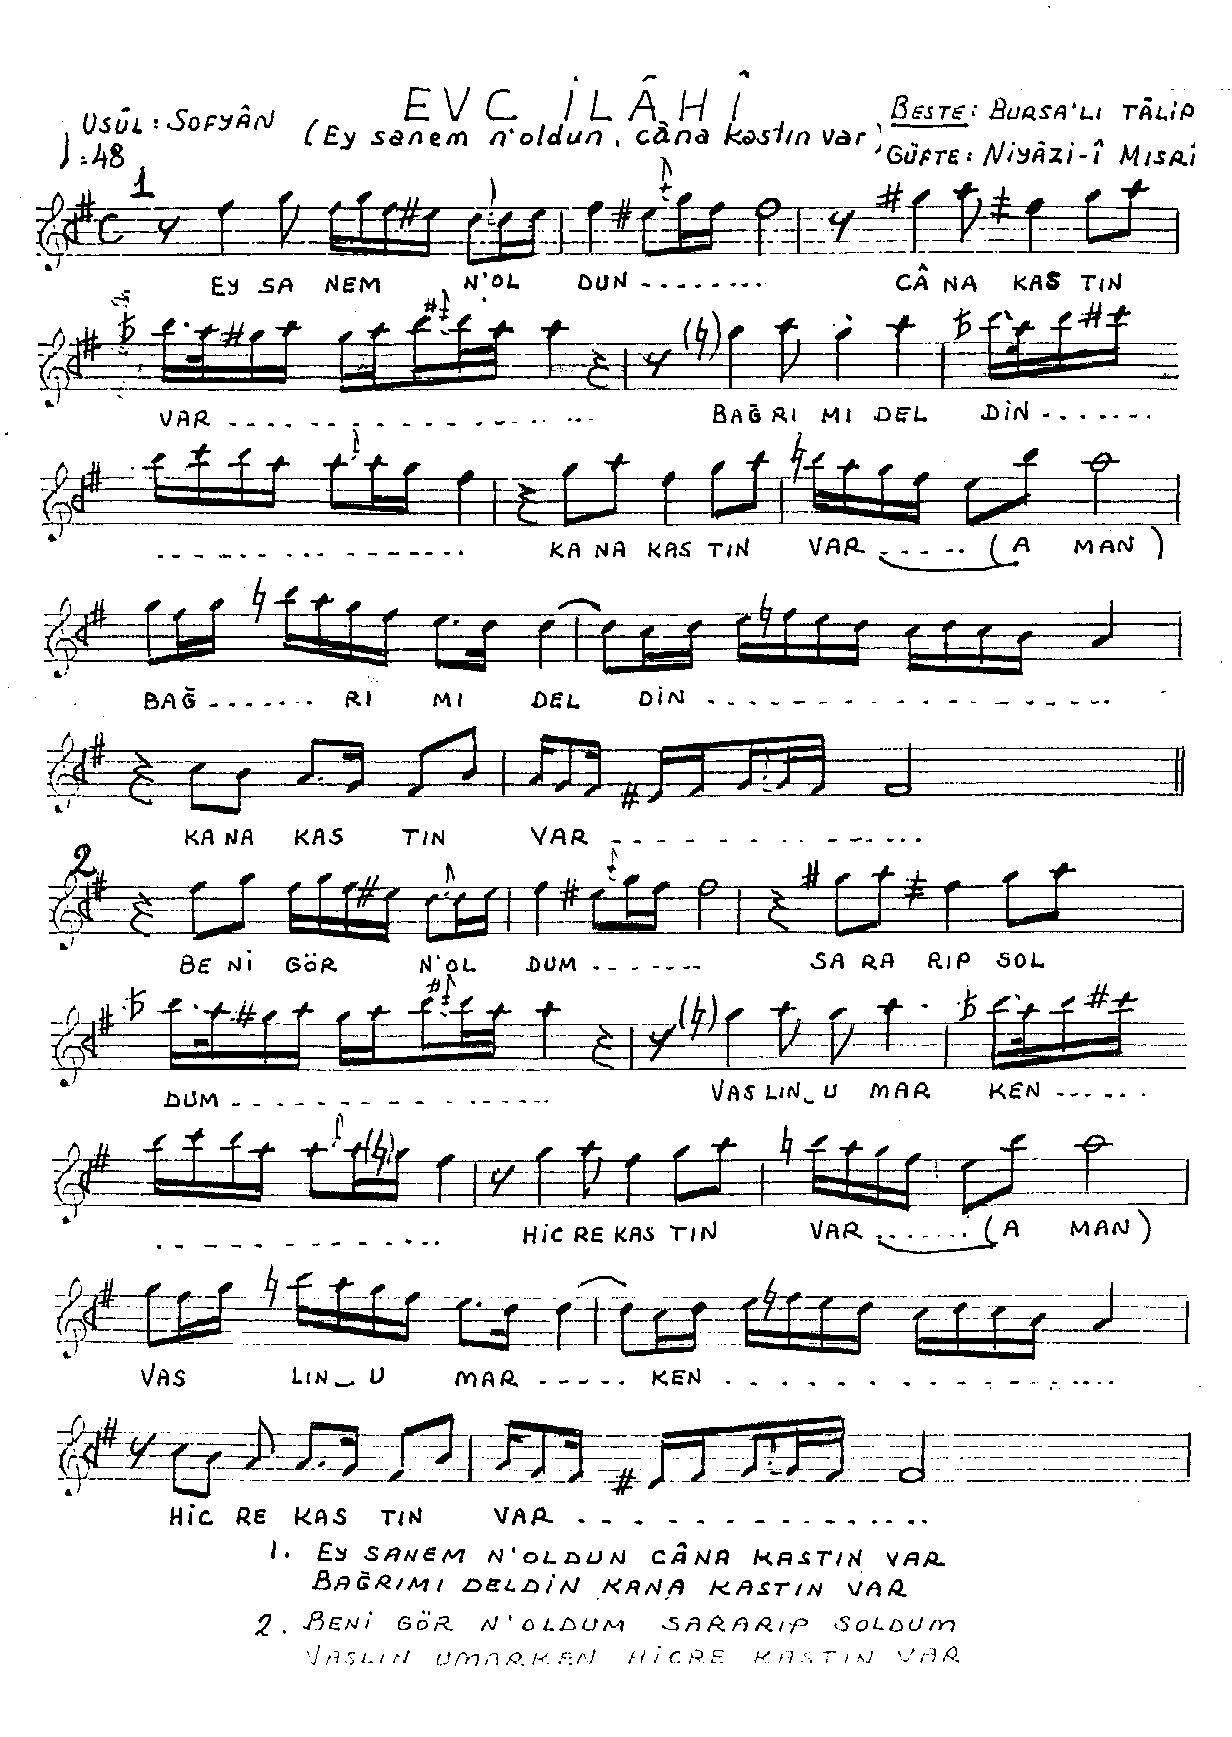 EVC İLÂHÎ
USÛL: SOFYÂN
(Ey sanem n'oldun, câna kastın var)
BESTE: BURSA'LI TÂLİP
♩=48
GÜFTE: NİYÂZİ-Î MISRÎ
1
EY SA NEM N'OL DUN - - - - - - - - CÂ NA KAS TIN
VAR - - - - - - - - - - - - - BAĞ RI MI DEL DİN - - - - - - -
- - - - - - - - - - - - - KA NA KAS TIN VAR - - - - - (A MAN)
BAĞ - - - - - - - RI MI DEL DİN - - - - - - - - - - - - - - - - -
KA NA KAS TIN VAR - - - - - - - - - - - -
2
BE Nİ GÖR N'OL DUM - - - - - - - SA RA RIP SOL
DUM - - - - - - - - - - - - - - VAS LIN_U MAR KEN - - - - - -
- - - - - - - - - - - HİC RE KAS TIN VAR - - - - - - (A MAN)
VAS LIN_U MAR - - - - - KEN - - - - - - - - - - - - - - -
HİC RE KAS TIN VAR - - - - - - - - - - - - -
1. EY SANEM N'OLDUN CÂNA KASTIN VAR
BAĞRIMI DELDİN KANA KASTIN VAR
2. BENİ GÖR N'OLDUM SARARIP SOLDUM
VASLIN UMARKEN HİCRE KASTIN VAR